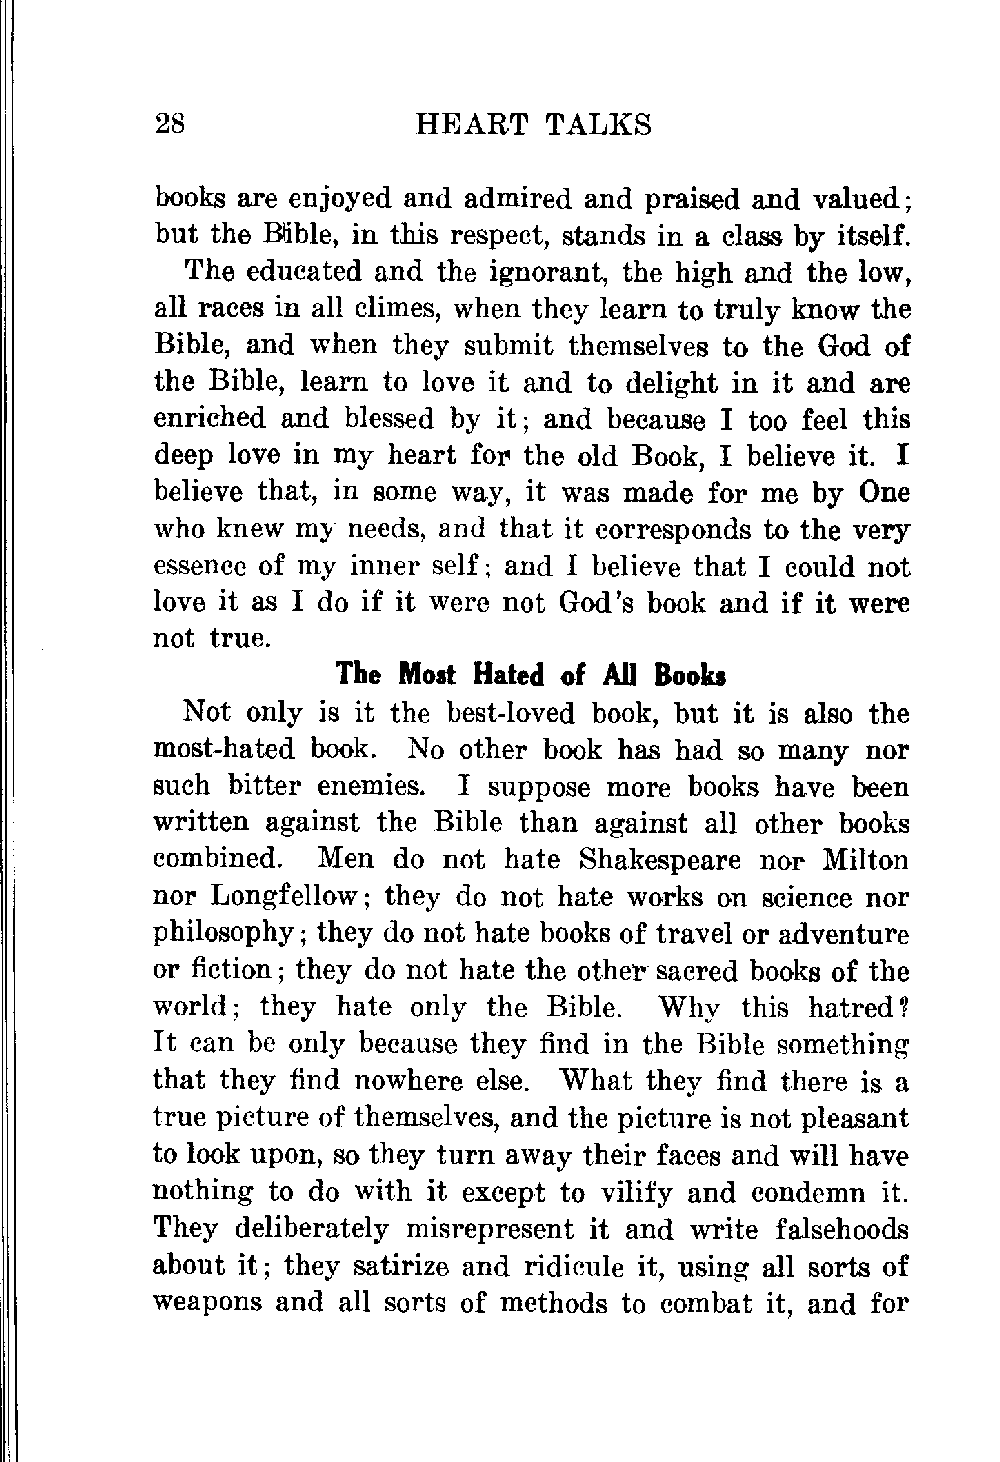 28 HEART TALKS
books are enjoyed and admired and praised and valued;
but the Bible, in this respect, stands in a class by itself.
The educated and the ignorant, the high and the low,
all races in all climes, when they learn to truly know the
Bible, and when they submit themselves to the God of
the Bible, learn to love it and to delight in it and are
enriched and blessed by it; and because I too feel this
deep love in my heart for the old Book, I believe it. I
believe that, in some way, it was made for me by One
who knew my needs, and that it corresponds to the very
essence of my inner self; and I believe that I could not
love it as I do if it were not God's book and if it were
not true.
The Most Hated of All Books
Not only is it the best-loved book, but it is also the
most-hated book. No other book has had so many nor
such bitter enemies. I suppose more books have been
written against the Bible than against all other books
combined. Men do not hate Shakespeare nor Milton
nor Longfellow; they do not hate works on science nor
philosophy; they do not hate books of travel or adventure
or fiction; they do not hate the other sacred books of the
world; they hate only the Bible. Why this hatred?
It can be only because they find in the Bible something
that they find nowhere else. What they find there is a
true picture of themselves, and the picture is not pleasant
to look upon, so they turn away their faces and will have
nothing to do with it except to vilify and condemn it.
They deliberately misrepresent it and write falsehoods
about it; they satirize and ridicule it, using all sorts of
weapons and all sorts of methods to combat it, and for